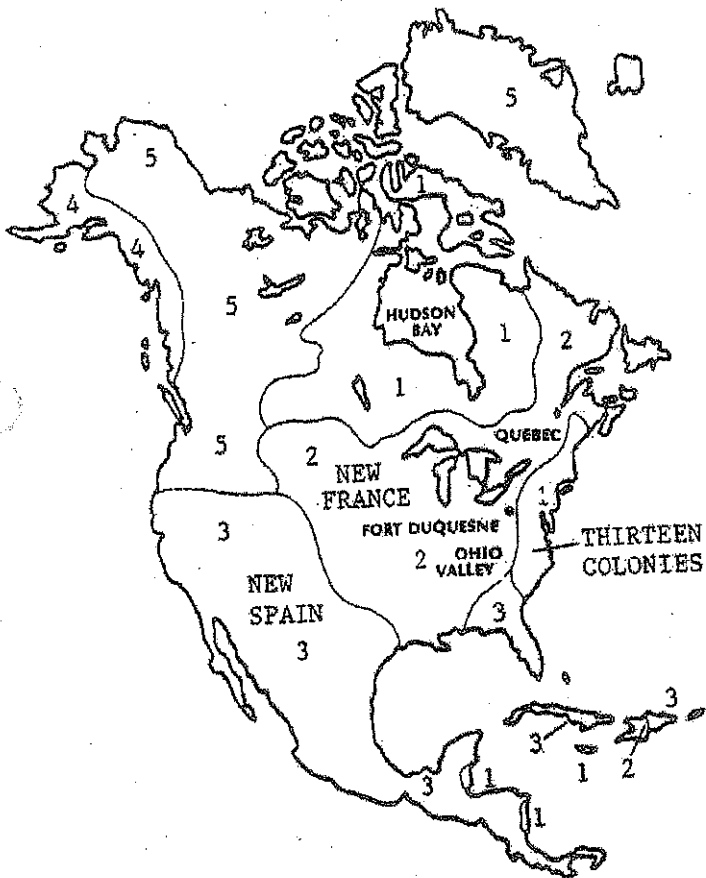 5
5
4
1
4
5
HUDSON
BAY
1
2
1
QUEBEC
5
2
NEW
FRANCE
1
3
FORT DUQUESNE
2
OHIO
VALLEY
THIRTEEN
COLONIES
NEW
SPAIN
3
3
3
3
1
2
3
1
1